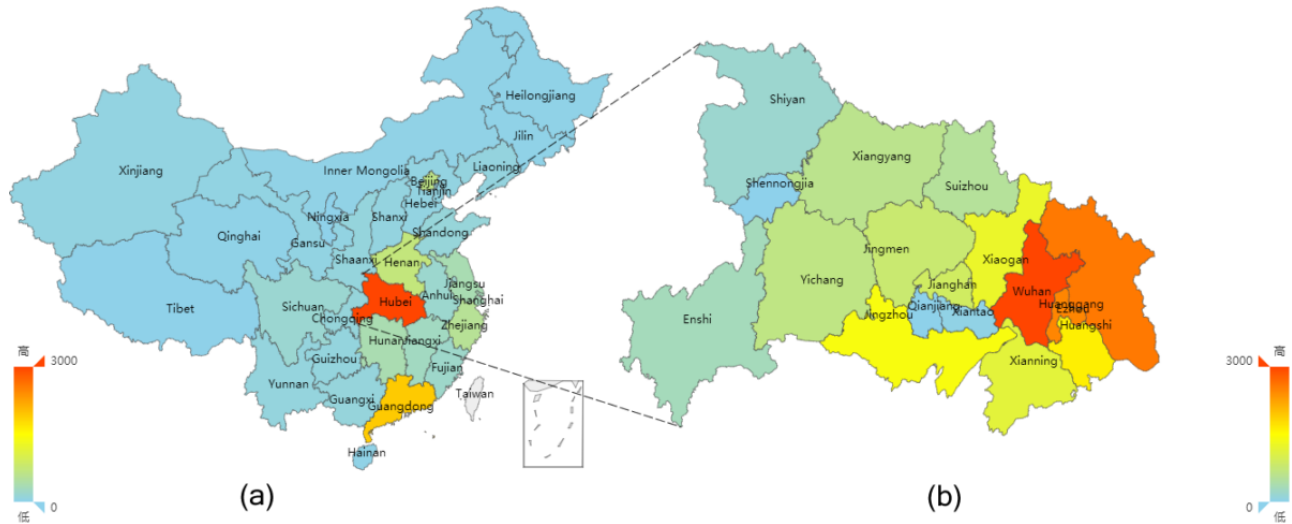 Heilongjiang
Jilin
Xinjiang
Inner Mongolia
Liaoning
Beijing
Tianjin
Heber
Ningxia
Shanxi
Qinghai
Gansu
Shandong
Shaanxi
Henan
Jiangsu
Tibet
Sichuan
Hubei
Anhui
Shanghai
Chongqing
Zhejiang
Hunan
Jiangxi
Guizhou
Fujian
Yunnan
Guangxi
Guangdong
Taiwan
Hainan
高
3000
0
低
(a)
Shiyan
Xiangyang
Shennongjia
Suizhou
Jingmen
Xiaogan
Yichang
Jianghan
Wuhan
Enshi
Jingzhou
Qianjiang
Xiantao
Huanggang
Ezhou
Huangshi
Xianning
高
3000
0
低
(b)